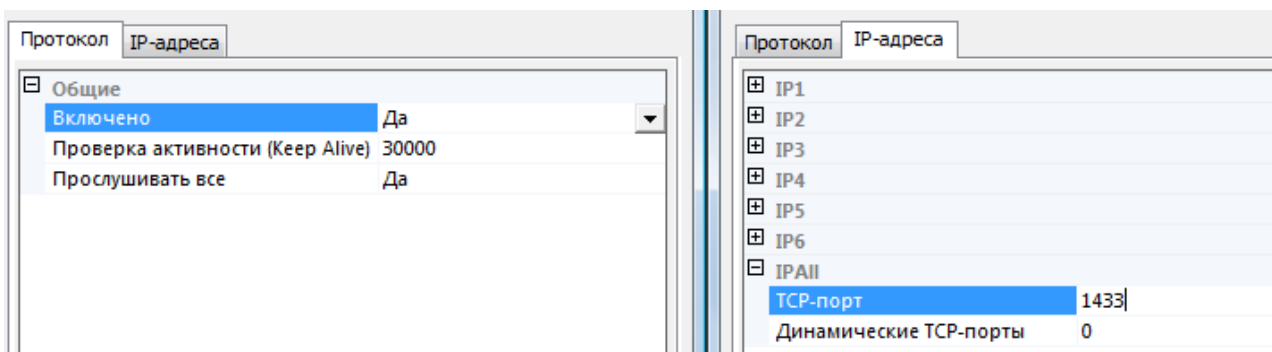 Протокол IP-адреса
Общие
Включено Да
Проверка активности (Keep Alive) 30000
Прослушивать все Да
Протокол IP-адреса
IP1
IP2
IP3
IP4
IP5
IP6
IPAll
TCP-порт 1433
Динамические TCP-порты 0